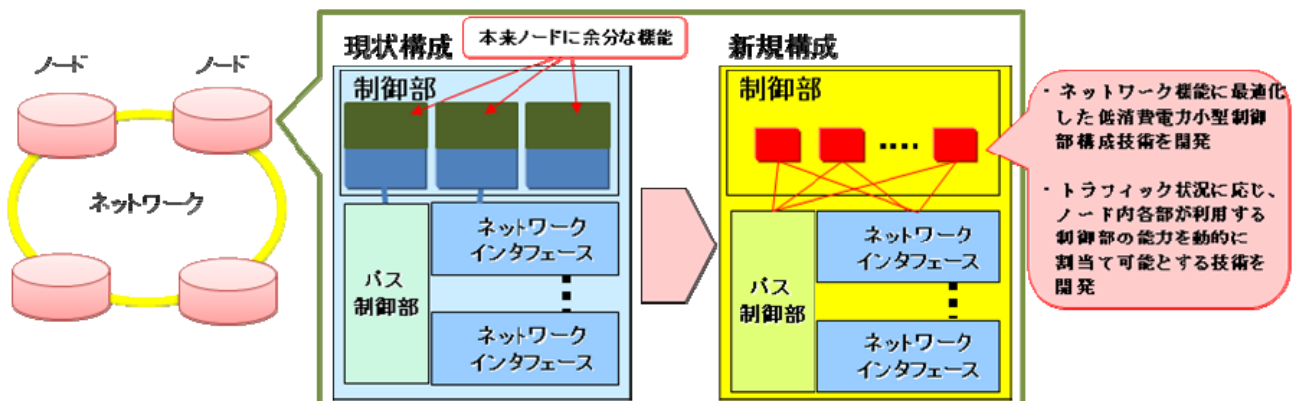 ノード
ノード
ネットワーク
現状構成
本来ノードに余分な機能
制御部
パス
制御部
ネットワーク
インタフェース
ネットワーク
インタフェース
新規構成
制御部
パス
制御部
ネットワーク
インタフェース
ネットワーク
インタフェース
・ネットワーク機能に最適化
した低消費電力小型制御
部構成技術を開発
・トラフィック状況に応じ、
ノード内各部が利用する
制御部の能力を動的に
割当て可能とする技術を
開発